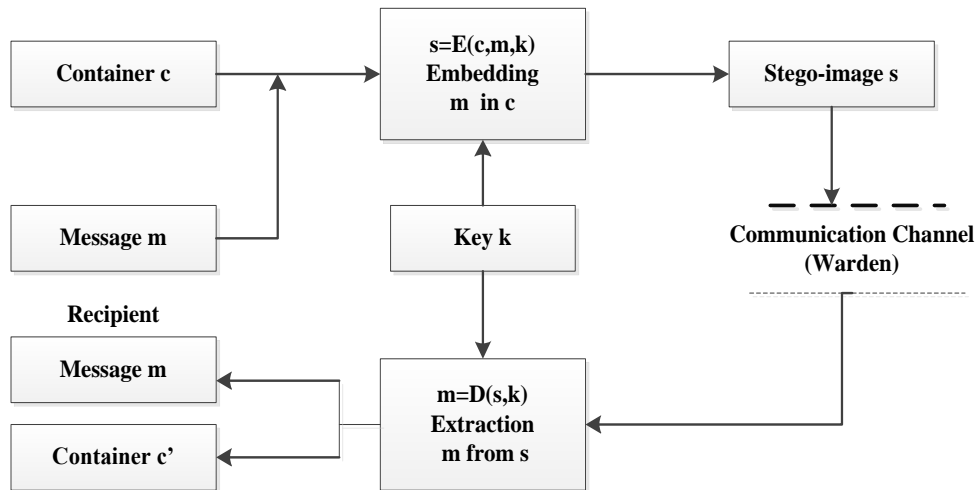 Container c
s=E(c,m,k)
Embedding
m in c
Stego-image s
Message m
Key k
Communication Channel
(Warden)
Recipient
Message m
Container c’
m=D(s,k)
Extraction
m from s